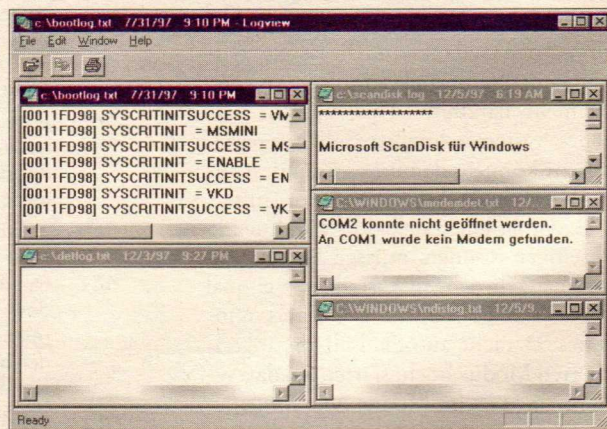 c:\bootlog.txt 7/31/97 9:10 PM - Logview
File Edit Window Help
c:\bootlog.txt 7/31/97 9:10 PM
[0011FD98] SYSCRITINITSUCCESS = VM
[0011FD98] SYSCRITINIT = MSMINI
[0011FD98] SYSCRITINITSUCCESS = MS
[0011FD98] SYSCRITINIT = ENABLE
[0011FD98] SYSCRITINITSUCCESS = EN
[0011FD98] SYSCRITINIT = VKD
[0011FD98] SYSCRITINITSUCCESS = VK
c:\scandisk.log 12/5/97 6:19 AM
*******************
Microsoft ScanDisk für Windows
C:\WINDOWS\modemdet.txt 12/...
COM2 konnte nicht geöffnet werden.
An COM1 wurde kein Modem gefunden.
c:\detlog.txt 12/3/97 9:27 PM
C:\WINDOWS\ndislog.txt 12/5/9...
Ready